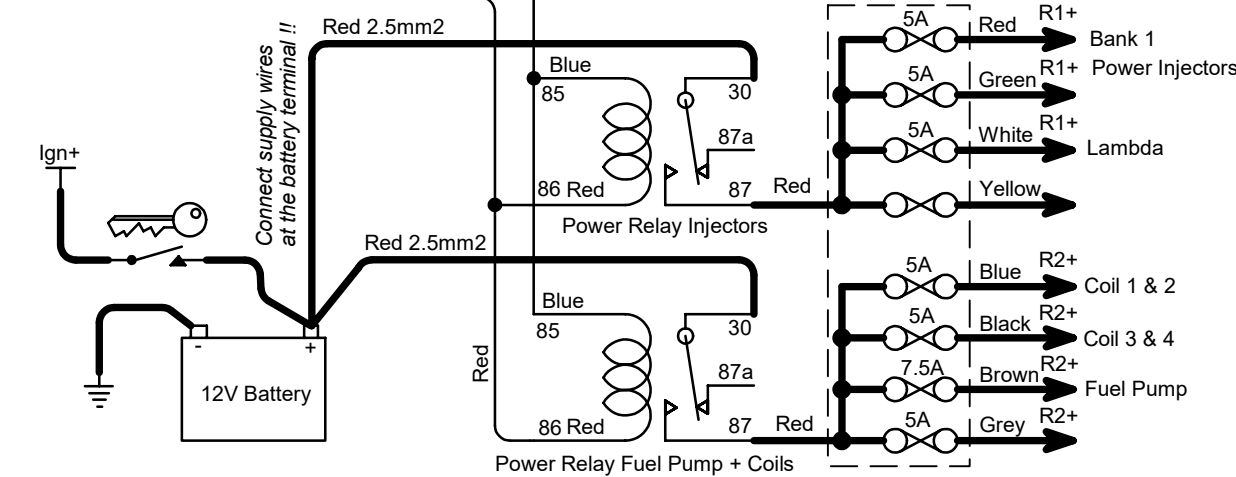 Red 2.5mm2
Connect supply wires
at the battery terminal !!
Ign+
Blue
85
30
87a
86 Red
87
Red
Power Relay Injectors
5A
Red
R1+
Bank 1
Power Injectors
5A
Green
R1+
5A
White
R1+
Lambda
Yellow
Red 2.5mm2
Blue
85
30
Red
87a
86 Red
87
Red
Power Relay Fuel Pump + Coils
-
+
12V Battery
5A
Blue
R2+
Coil 1 & 2
5A
Black
R2+
Coil 3 & 4
7.5A
Brown
R2+
Fuel Pump
5A
Grey
R2+